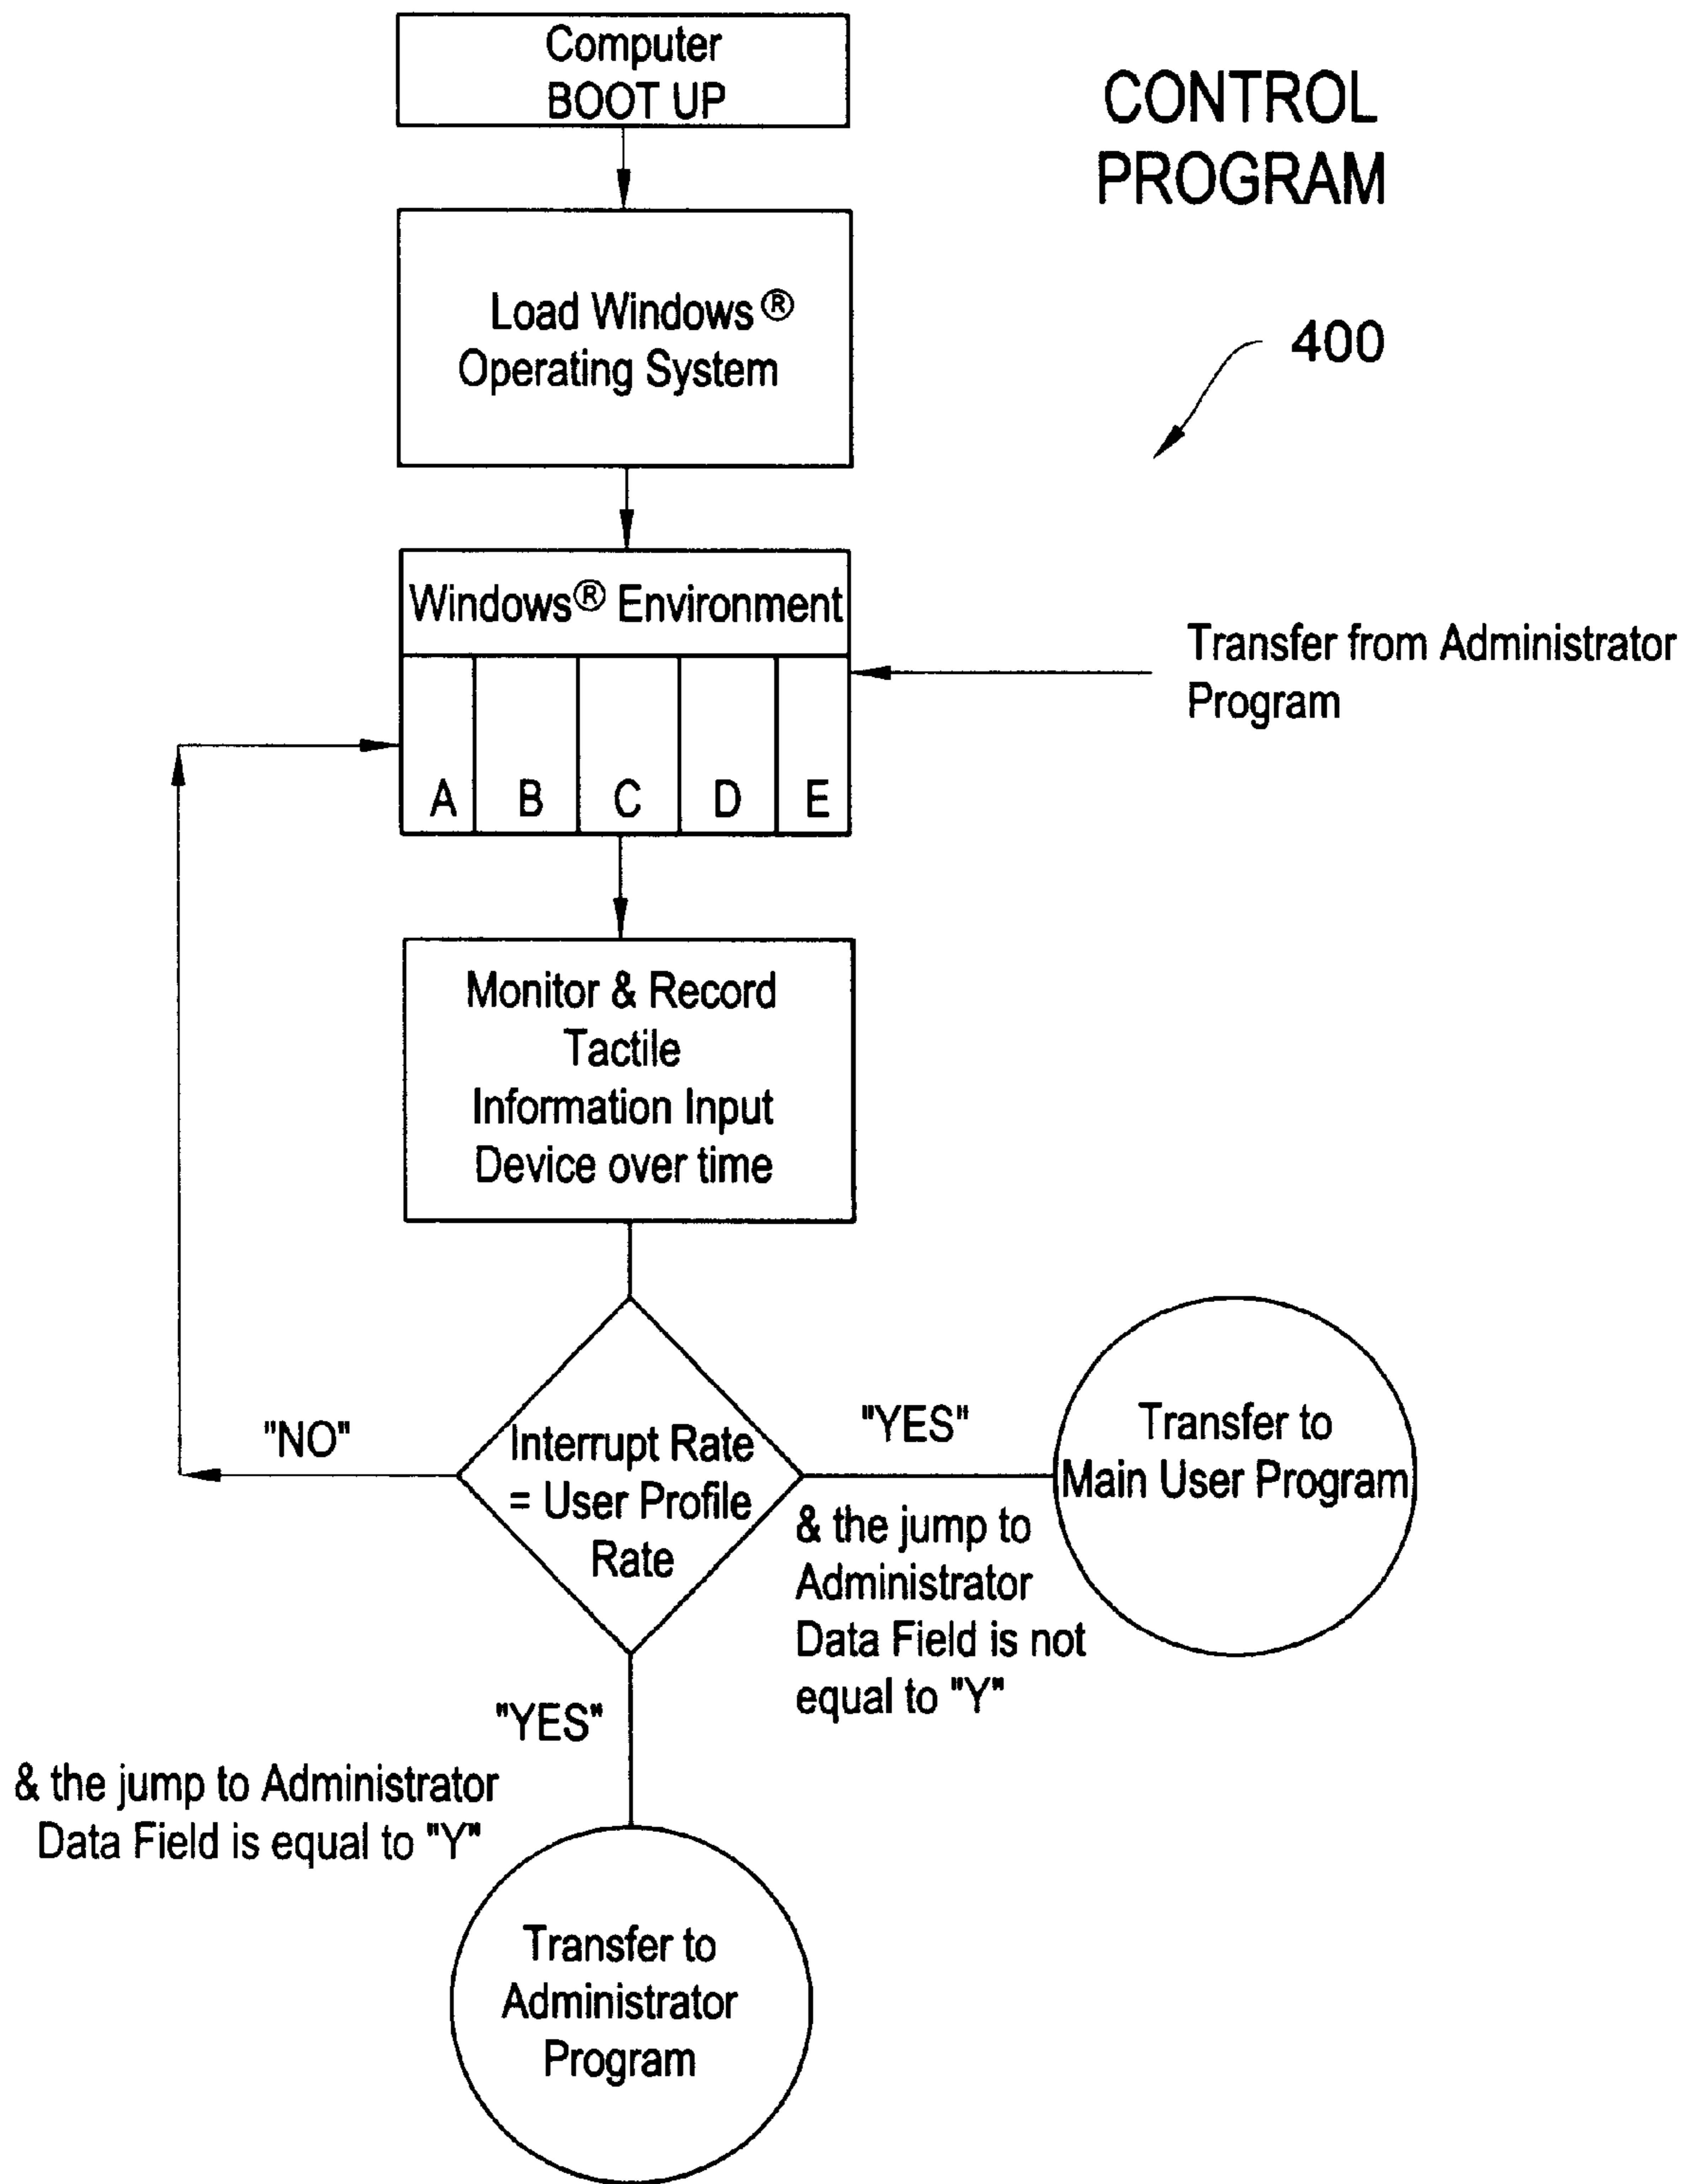 Computer
BOOT UP
CONTROL
PROGRAM
Load Windows®
Operating System
400
Windows® Environment
Transfer from Administrator
Program
A B C D E
Monitor & Record
Tactile
Information Input
Device over time
"NO"
Interrupt Rate
= User Profile
Rate
"YES"
& the jump to
Administrator
Data Field is not
equal to "Y"
Transfer to
Main User Program
"YES"
& the jump to Administrator
Data Field is equal to "Y"
Transfer to
Administrator
Program